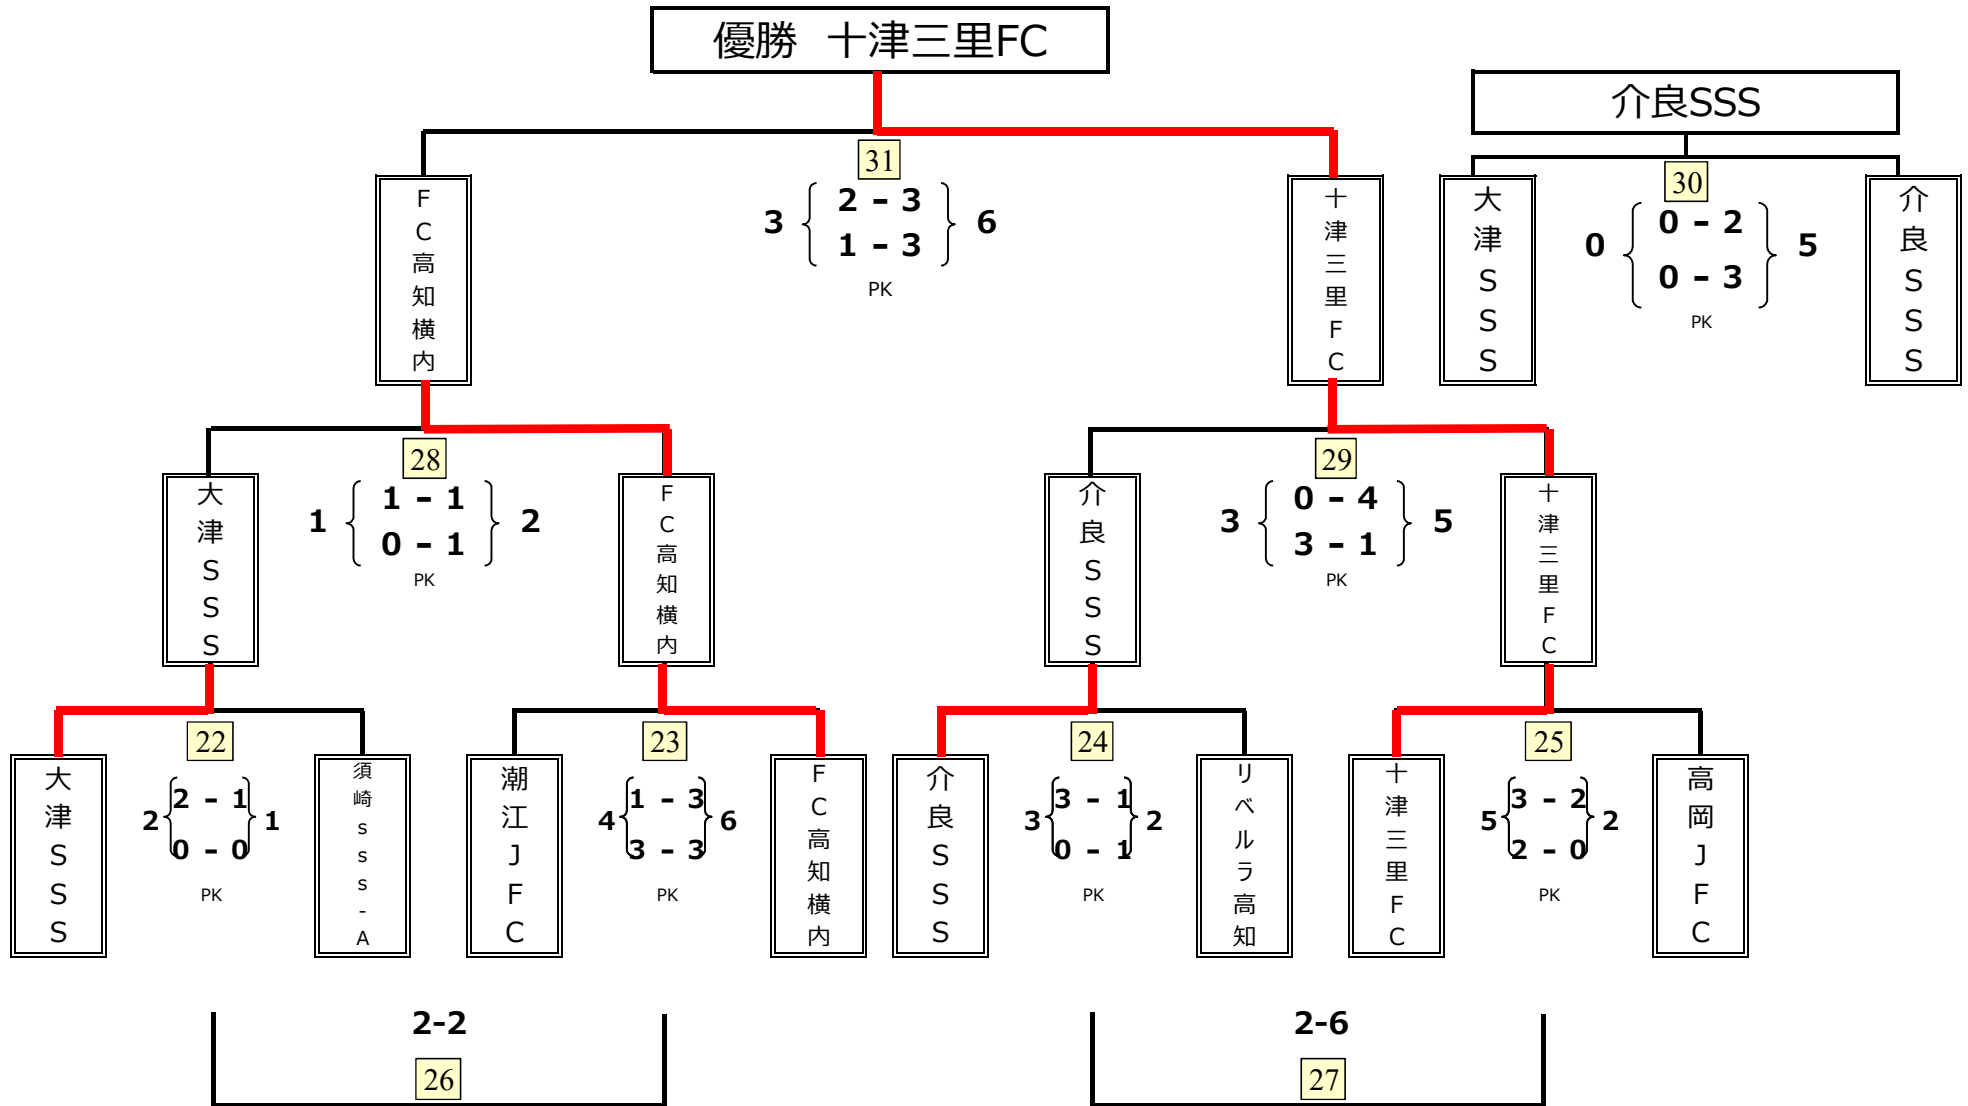 優勝　十津三里FC
介良SSS
31
3
2 - 3
1 - 3
6
PK
FC高知横内
十津三里FC
30
0
0 - 2
0 - 3
5
PK
大津SSS
介良SSS
28
1
1 - 1
0 - 1
2
PK
大津SSS
FC高知横内
29
3
0 - 4
3 - 1
5
PK
介良SSS
十津三里FC
22
2
2 - 1
0 - 0
1
PK
大津SSS
須崎sss-A
23
4
1 - 3
3 - 3
6
PK
潮江JFC
FC高知横内
24
3
3 - 1
0 - 1
2
PK
介良SSS
リベルラ高知
25
5
3 - 2
2 - 0
2
PK
十津三里FC
高岡JFC
2-2
26
2-6
27